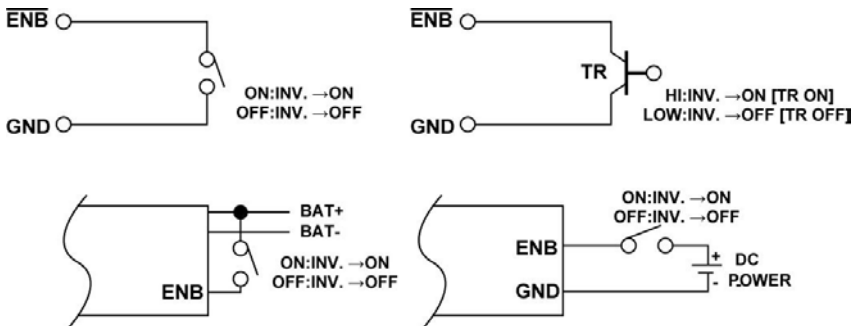 E̅N̅B̅
GND
ON:INV. →ON
OFF:INV. →OFF
E̅N̅B̅
TR
GND
HI:INV. →ON [TR ON]
LOW:INV. →OFF [TR OFF]
BAT+
BAT-
ENB
ON:INV. →ON
OFF:INV. →OFF
ON:INV. →ON
OFF:INV. →OFF
ENB
GND
+
-
DC
POWER